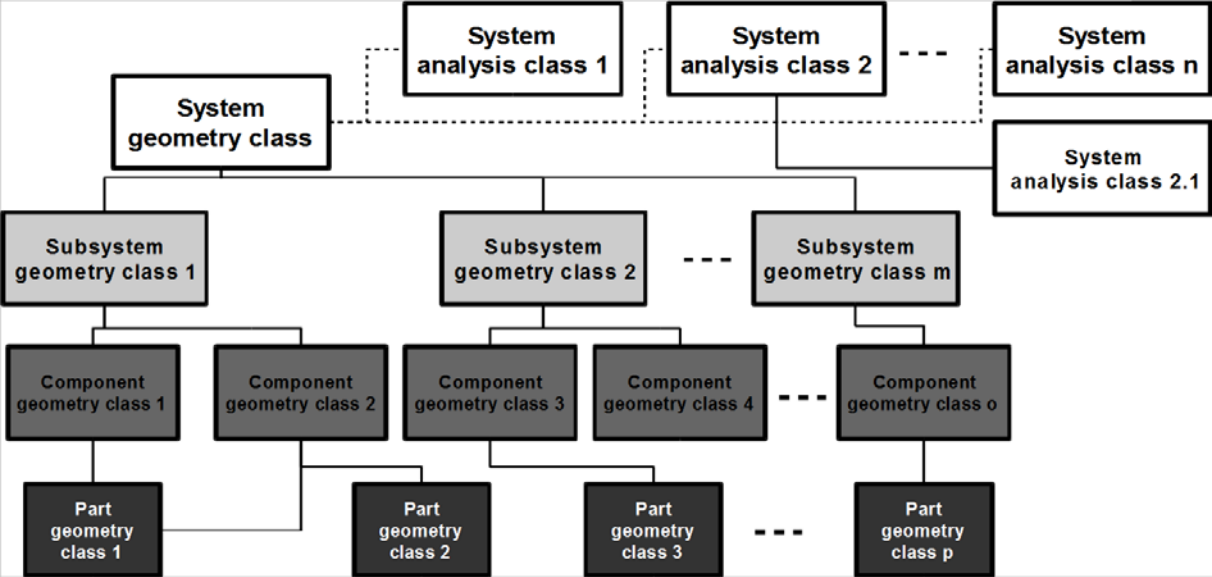 System
analysis class 1
System
analysis class 2
System
analysis class n
System
geometry class
System
analysis class 2.1
Subsystem
geometry class 1
Subsystem
geometry class 2
Subsystem
geometry class m
Component
geometry class 1
Component
geometry class 2
Component
geometry class 3
Component
geometry class 4
Component
geometry class o
Part
geometry
class 1
Part
geometry
class 2
Part
geometry
class 3
Part
geometry
class p